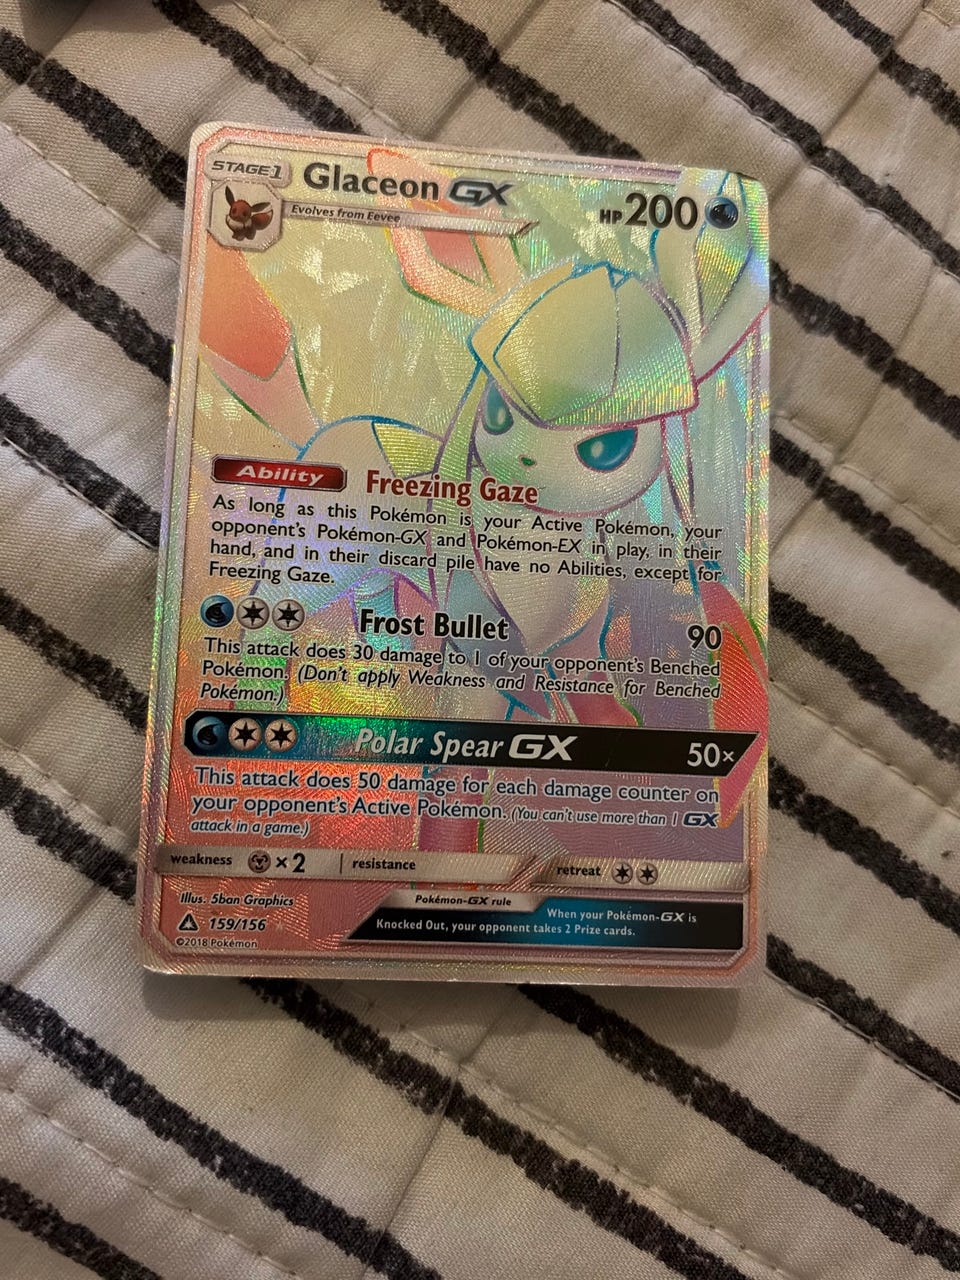 STAGE 1 Glaceon GX HP 200
Evolves from Eevee
Ability Freezing Gaze
As long as this Pokémon is your Active Pokémon, your
opponent's Pokémon-GX and Pokémon-EX in play, in their
hand, and in their discard pile have no Abilities, except for
Freezing Gaze.
Frost Bullet 90
This attack does 30 damage to 1 of your opponent's Benched
Pokémon. (Don't apply Weakness and Resistance for Benched
Pokémon.)
Polar Spear GX 50×
This attack does 50 damage for each damage counter on
your opponent's Active Pokémon. (You can't use more than 1 GX
attack in a game.)
weakness ×2 resistance retreat
Illus. 5ban Graphics
159/156
©2018 Pokémon
Pokémon-GX rule
When your Pokémon-GX is
Knocked Out, your opponent takes 2 Prize cards.